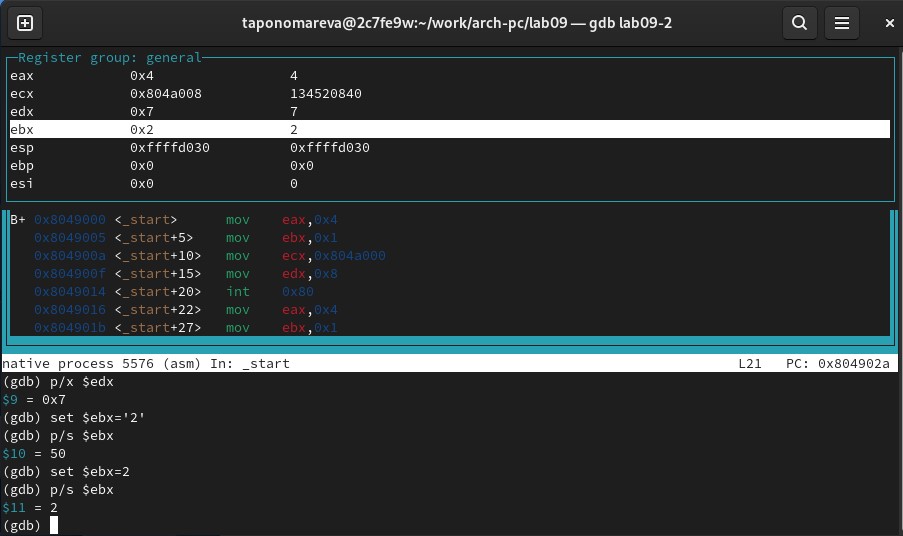 taponomareva@2c7fe9w:~/work/arch-pc/lab09 — gdb lab09-2
Register group: general
eax 0x4 4
ecx 0x804a008 134520840
edx 0x7 7
ebx 0x2 2
esp 0xffffd030 0xffffd030
ebp 0x0 0x0
esi 0x0 0
B+ 0x8049000 <_start> mov eax,0x4
0x8049005 <_start+5> mov ebx,0x1
0x804900a <_start+10> mov ecx,0x804a000
0x804900f <_start+15> mov edx,0x8
0x8049014 <_start+20> int 0x80
0x8049016 <_start+22> mov eax,0x4
0x804901b <_start+27> mov ebx,0x1
native process 5576 (asm) In: _start L21 PC: 0x804902a
(gdb) p/x $edx
$9 = 0x7
(gdb) set $ebx='2'
(gdb) p/s $ebx
$10 = 50
(gdb) set $ebx=2
(gdb) p/s $ebx
$11 = 2
(gdb)